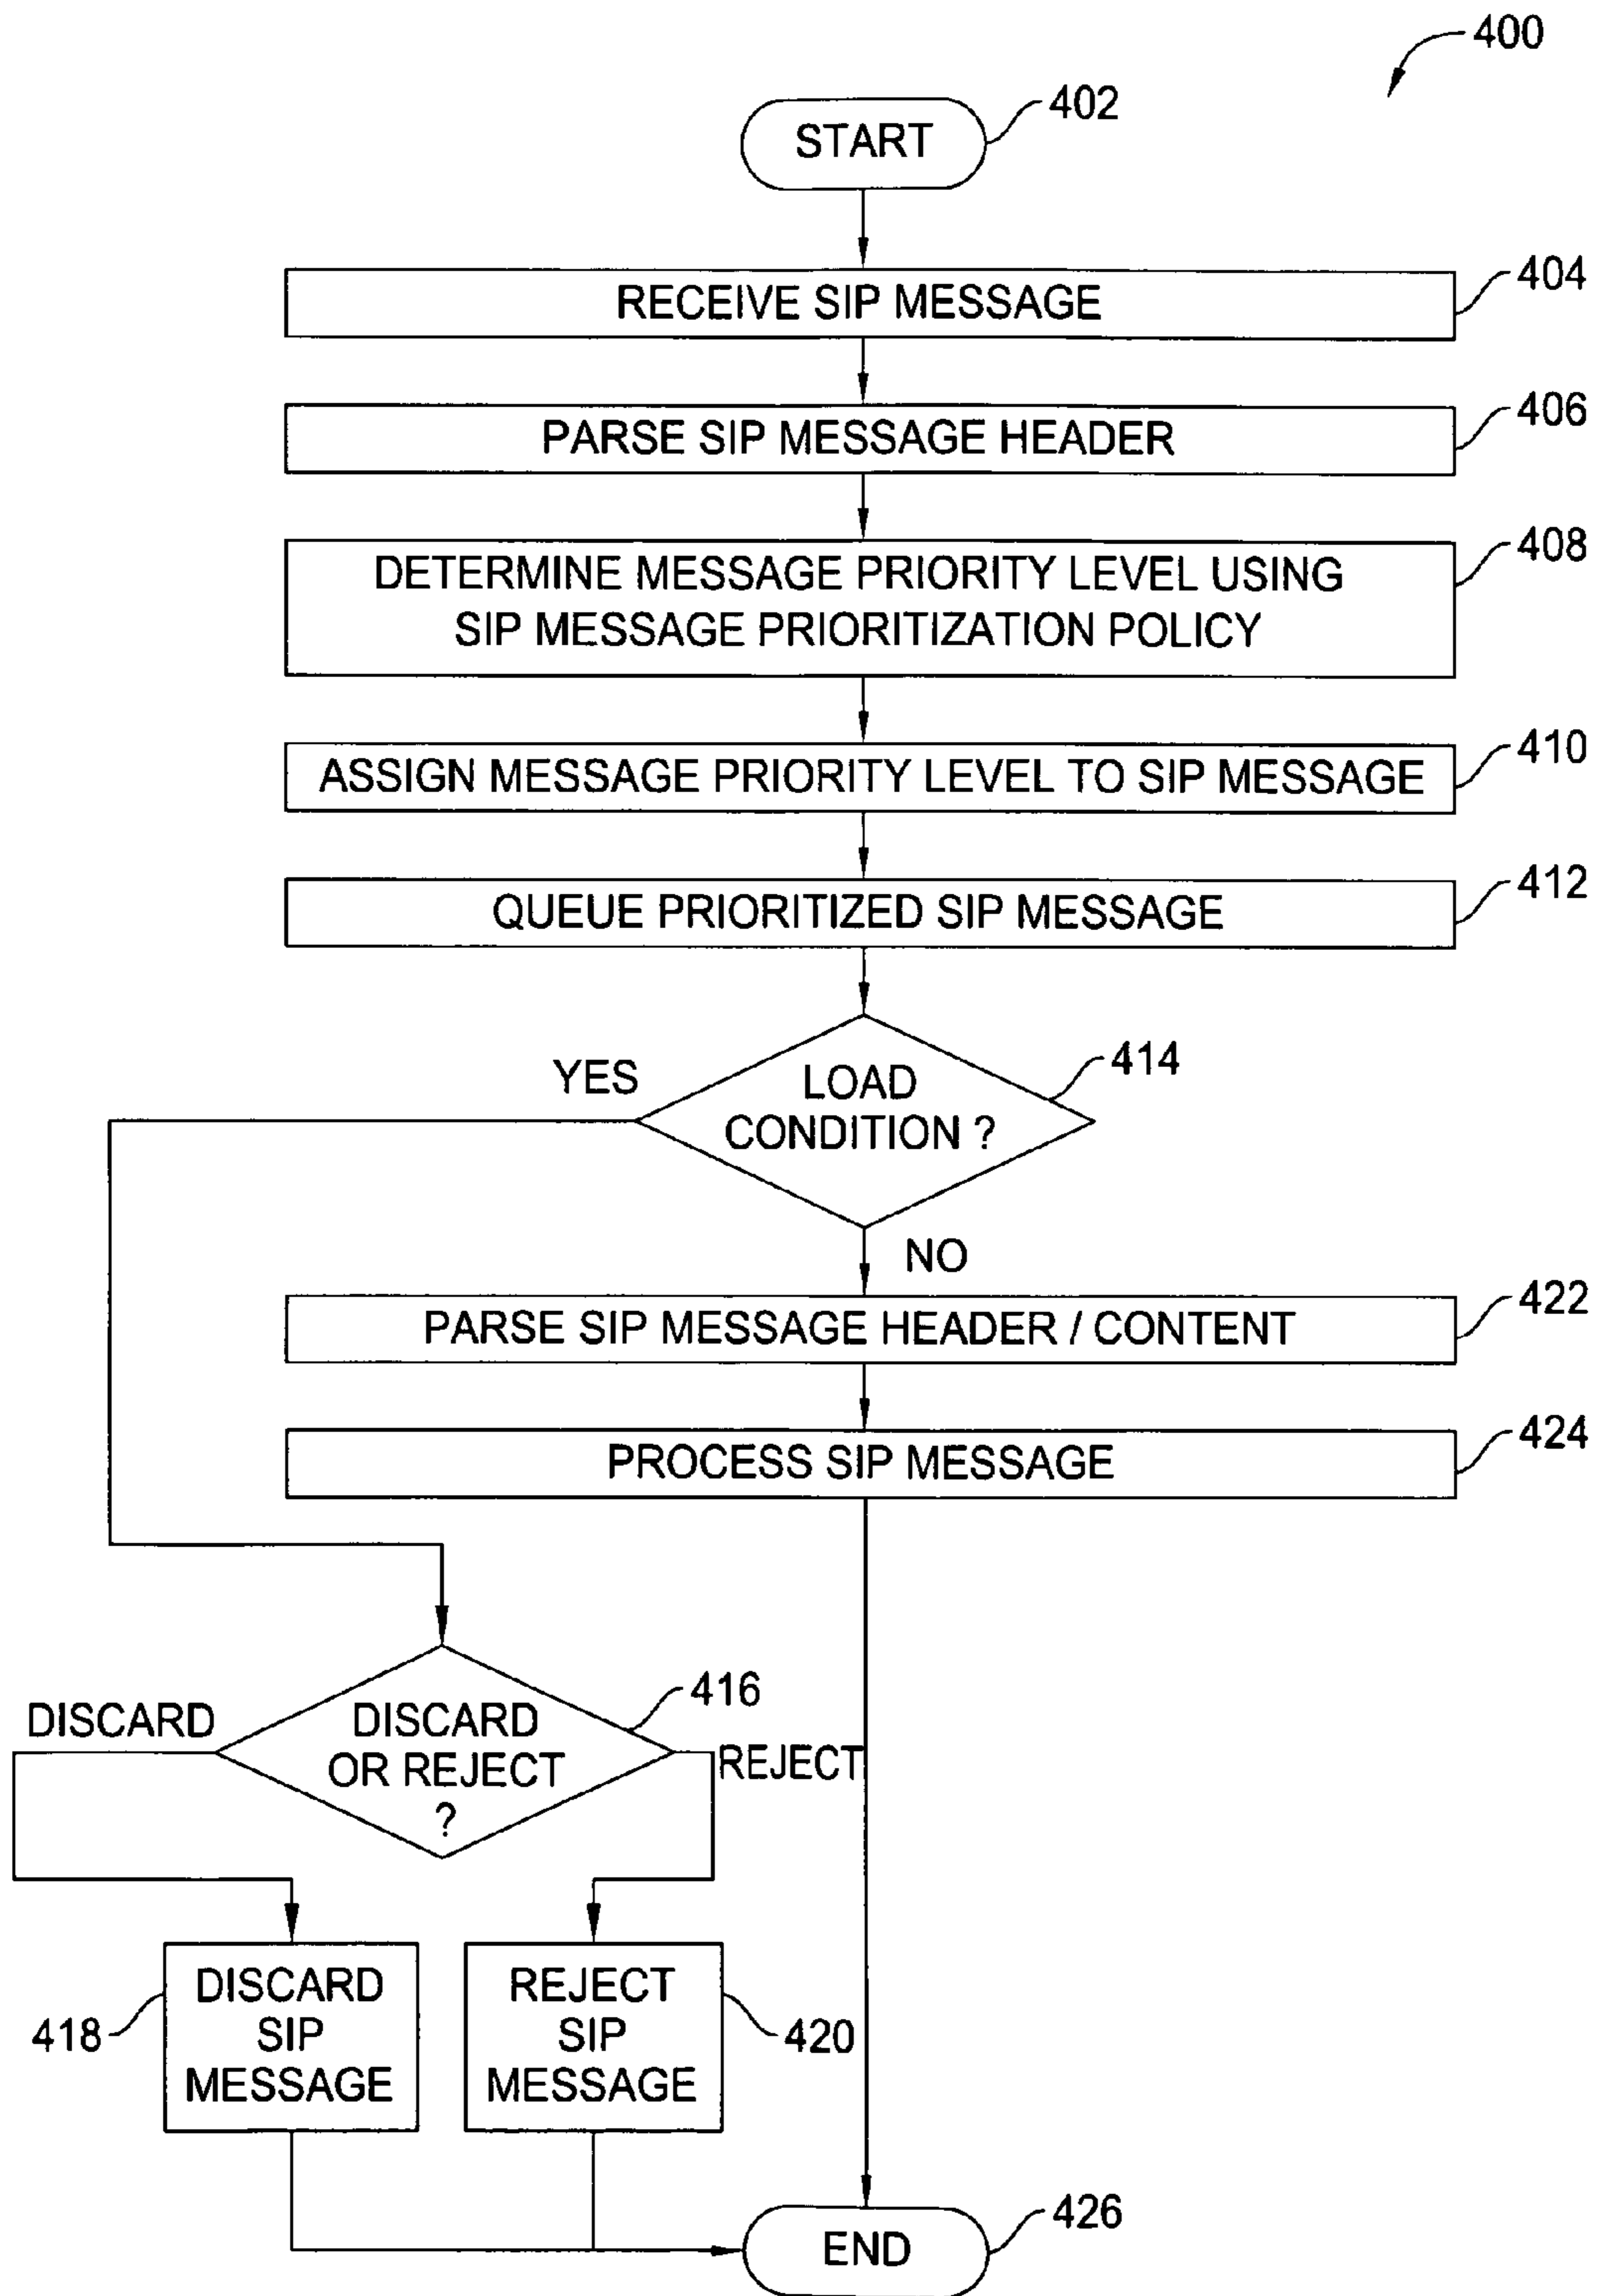 400
START
402
RECEIVE SIP MESSAGE
404
PARSE SIP MESSAGE HEADER
406
DETERMINE MESSAGE PRIORITY LEVEL USING
SIP MESSAGE PRIORITIZATION POLICY
408
ASSIGN MESSAGE PRIORITY LEVEL TO SIP MESSAGE
410
QUEUE PRIORITIZED SIP MESSAGE
412
YES
LOAD
CONDITION ?
414
NO
PARSE SIP MESSAGE HEADER / CONTENT
422
PROCESS SIP MESSAGE
424
DISCARD
DISCARD
OR REJECT
?
416
REJECT
DISCARD
SIP
MESSAGE
418
REJECT
SIP
MESSAGE
420
END
426